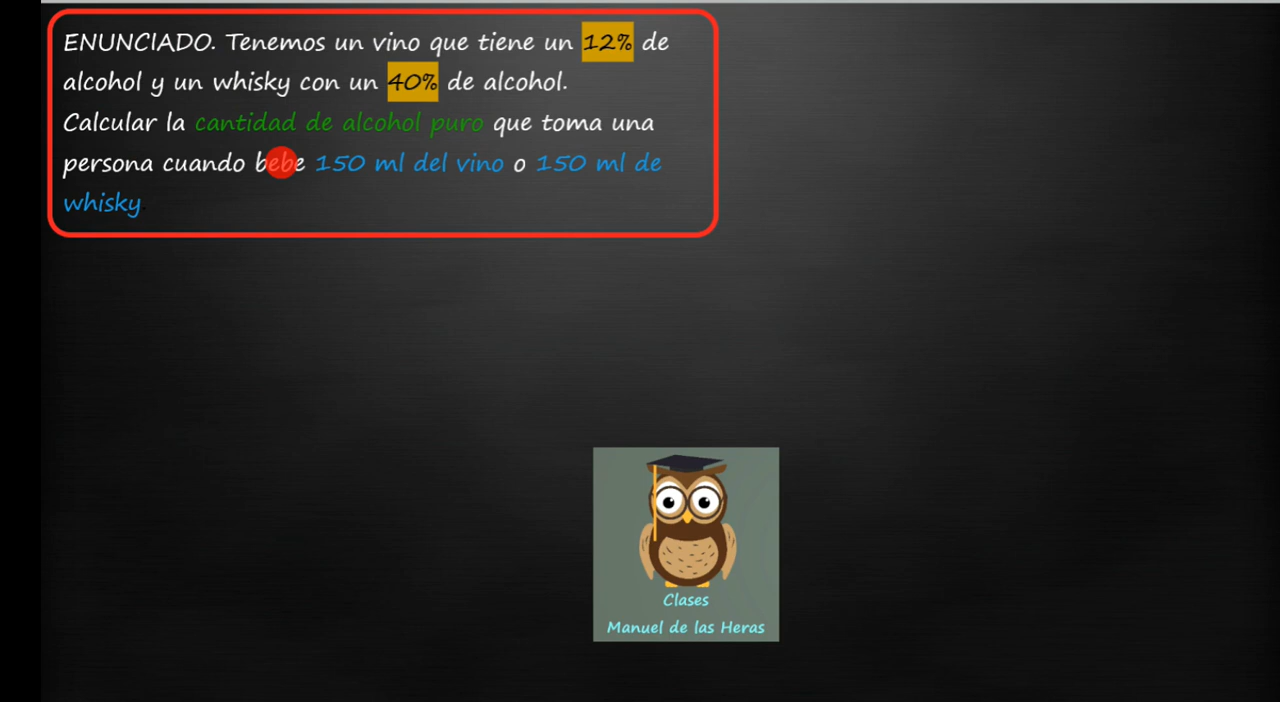 ENUNCIADO. Tenemos un vino que tiene un 12% de
alcohol y un whisky con un 40% de alcohol.
Calcular la cantidad de alcohol puro que toma una
persona cuando bebe 150 ml del vino o 150 ml de
whisky.
Clases
Manuel de las Heras